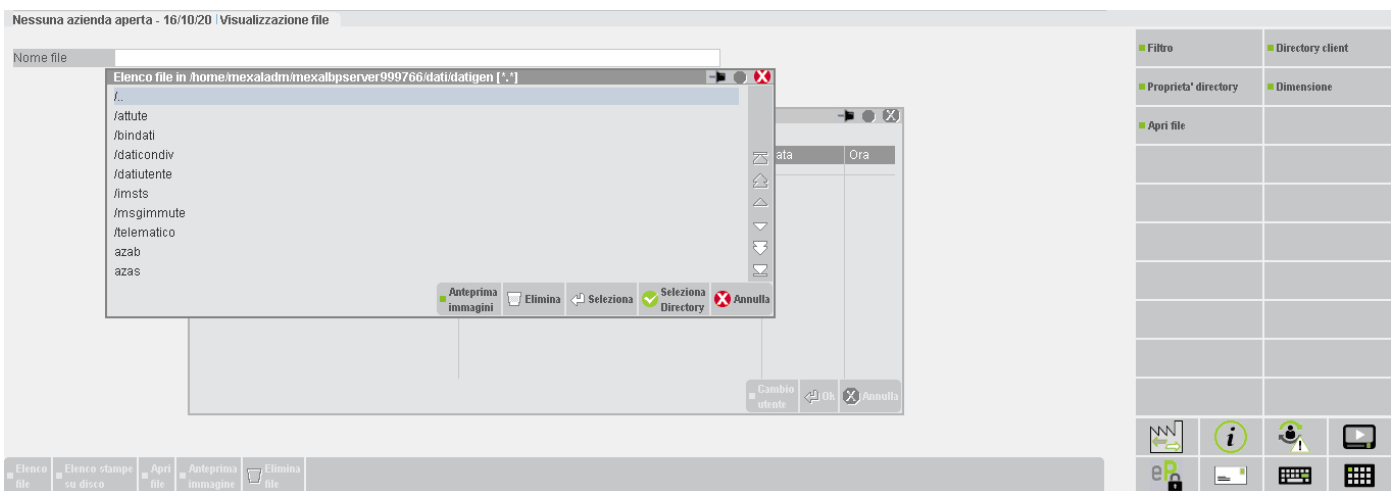 Nessuna azienda aperta - 16/10/20 | Visualizzazione file
Nome file
Elenco file in /home/mexaladm/mexalbpserver999766/dati/datigen [*.*]
/..
/attute
/bindati
/daticondiv
/datiutente
/imsts
/msgimmute
/telematico
azab
azas
Anteprima immagini
Elimina
Seleziona
Seleziona Directory
Annulla
ata
Ora
Cambio utente
Ok
Annulla
Elenco file
Elenco stampe su disco
Apri file
Anteprima immagine
Elimina file
Filtro
Directory client
Proprieta' directory
Dimensione
Apri file